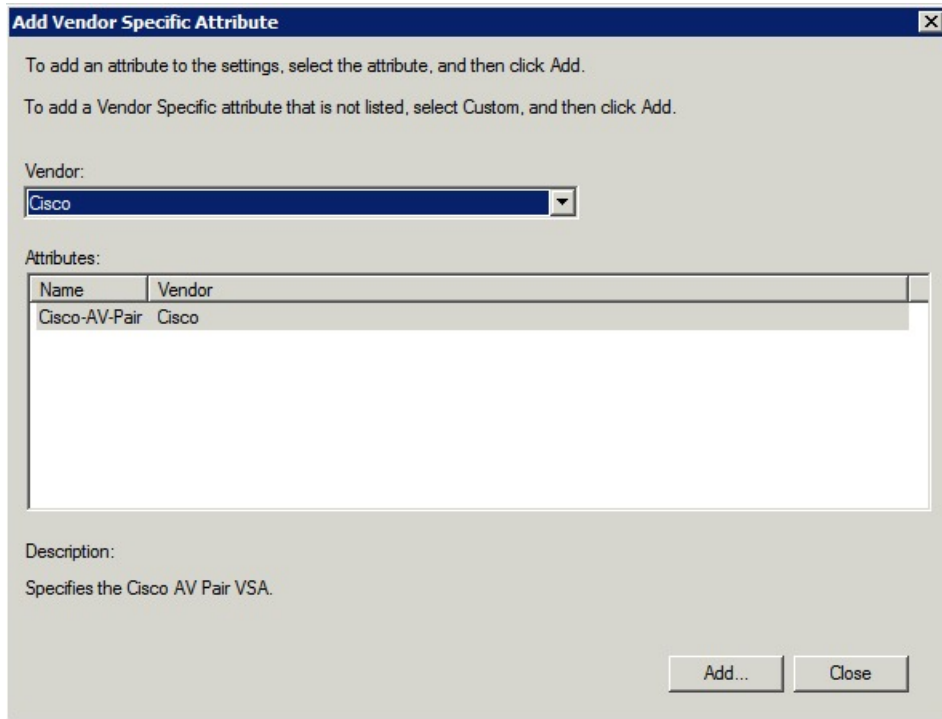 Add Vendor Specific Attribute
To add an attribute to the settings, select the attribute, and then click Add.
To add a Vendor Specific attribute that is not listed, select Custom, and then click Add.
Vendor:
Cisco
Attributes:
Name Vendor
Cisco-AV-Pair Cisco
Description:
Specifies the Cisco AV Pair VSA.
Add... Close